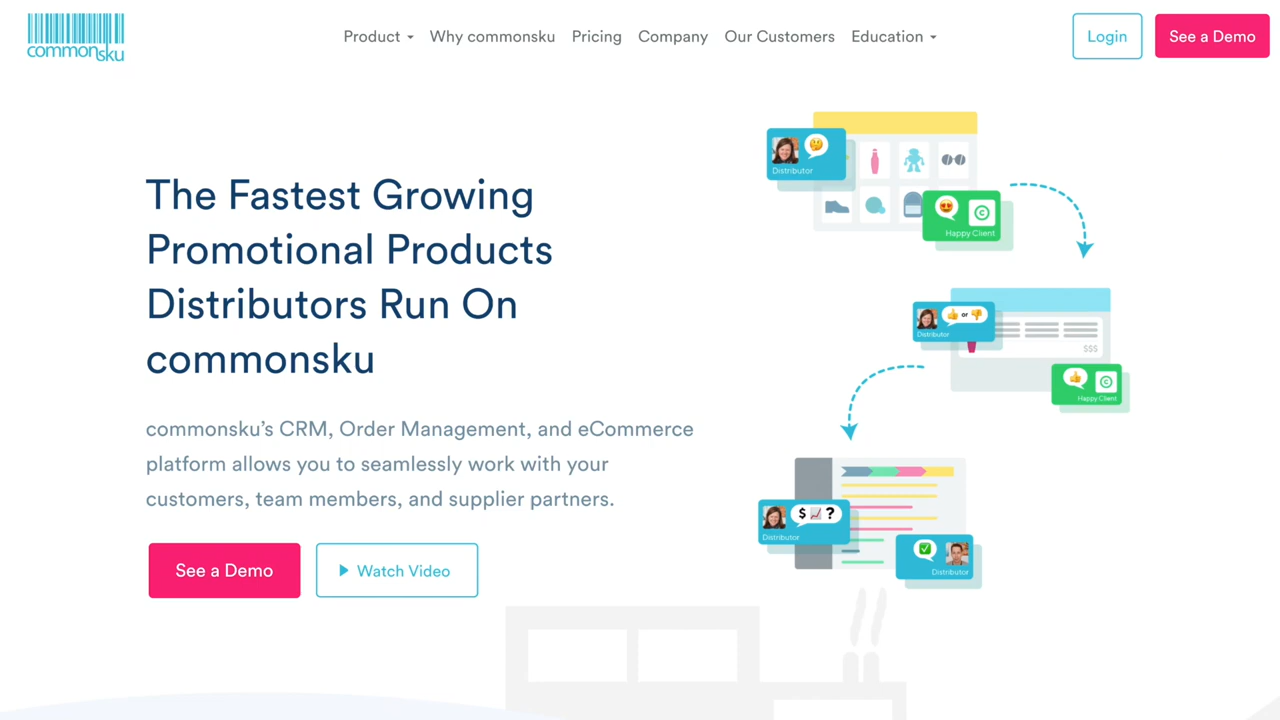 commonsku
Product
Why commonsku
Pricing
Company
Our Customers
Education
Login
See a Demo
The Fastest Growing
Promotional Products
Distributors Run On
commonsku
commonsku's CRM, Order Management, and eCommerce
platform allows you to seamlessly work with your
customers, team members, and supplier partners.
See a Demo
Watch Video
Distributor
Happy Client
or
Distributor
$$$
Happy Client
$ ?
Distributor
Distributor